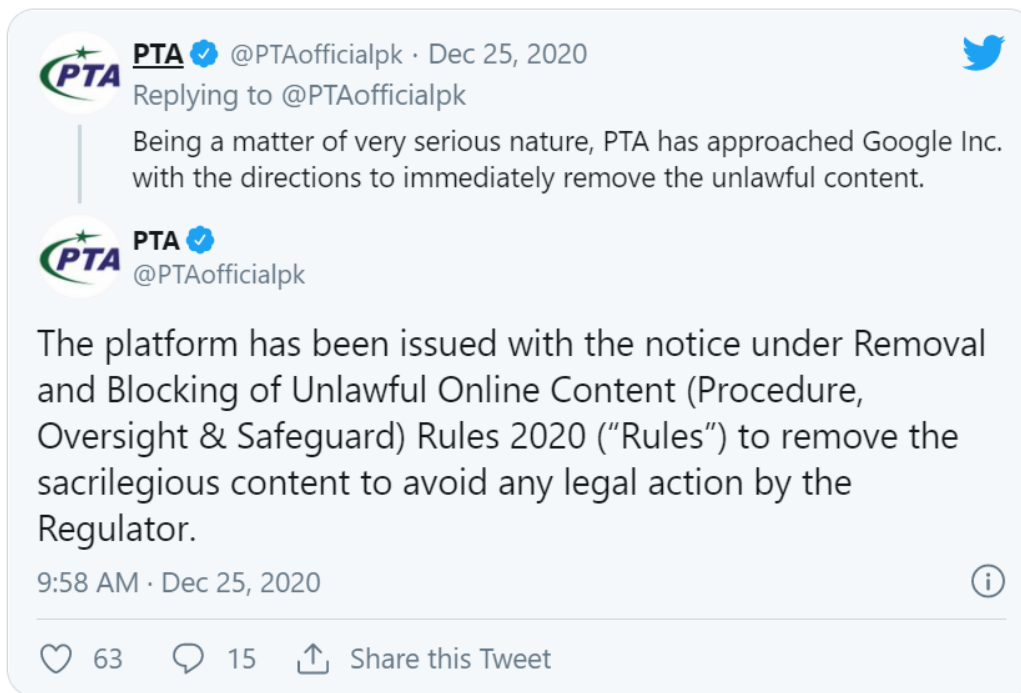 PTA
PTA @PTAofficialpk · Dec 25, 2020
Replying to @PTAofficialpk
Being a matter of very serious nature, PTA has approached Google Inc.
with the directions to immediately remove the unlawful content.
PTA
PTA
@PTAofficialpk
The platform has been issued with the notice under Removal
and Blocking of Unlawful Online Content (Procedure,
Oversight & Safeguard) Rules 2020 (“Rules”) to remove the
sacrilegious content to avoid any legal action by the
Regulator.
9:58 AM · Dec 25, 2020
63 15 Share this Tweet